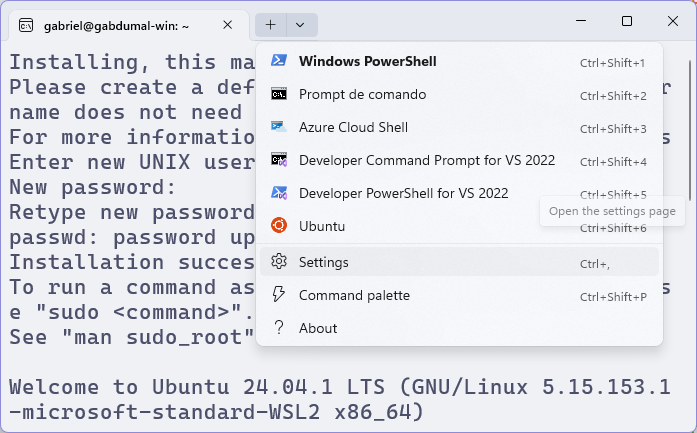 gabriel@gabdumal-win: ~
Installing, this ma
Please create a def
name does not need
For more informatio
Enter new UNIX user
New password:
Retype new password
passwd: password up
Installation succes
To run a command as
e "sudo <command>".
See "man sudo_root"
r
s
s
Windows PowerShell Ctrl+Shift+1
Prompt de comando Ctrl+Shift+2
Azure Cloud Shell Ctrl+Shift+3
Developer Command Prompt for VS 2022 Ctrl+Shift+4
Developer PowerShell for VS 2022 Ctrl+Shift+5
Open the settings page
Ubuntu Ctrl+Shift+6
Settings Ctrl+,
Command palette Ctrl+Shift+P
About
Welcome to Ubuntu 24.04.1 LTS (GNU/Linux 5.15.153.1
-microsoft-standard-WSL2 x86_64)